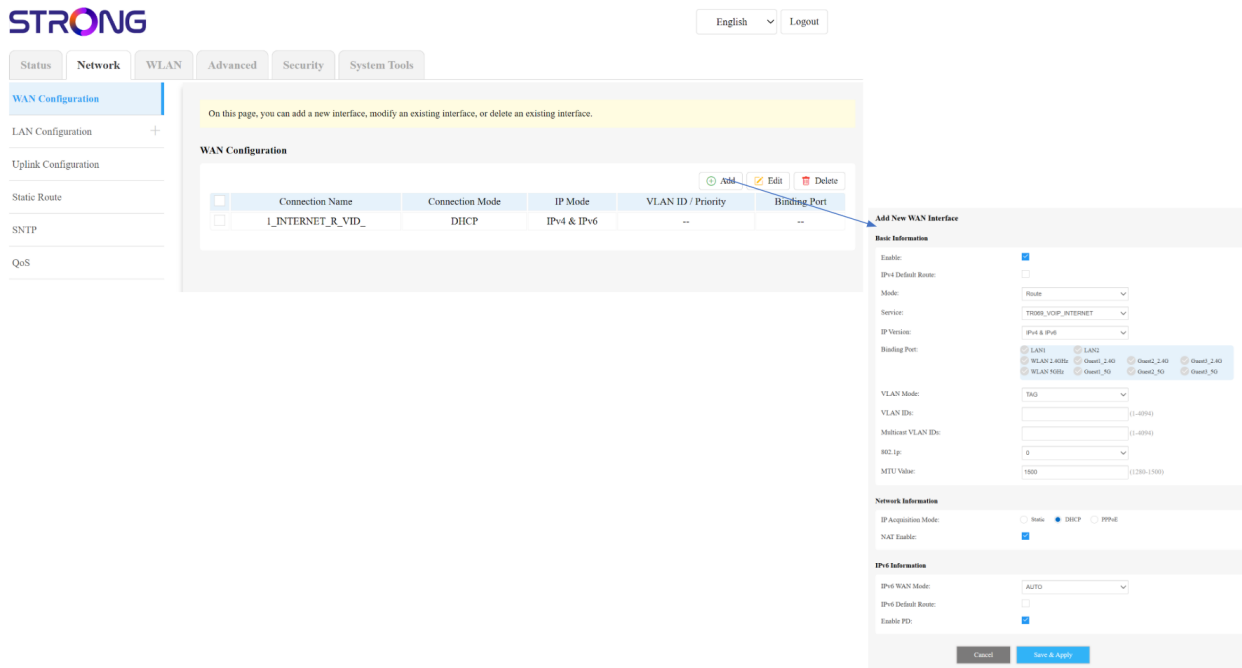 STRONG
English
Logout
Status Network WLAN Advanced Security System Tools
WAN Configuration
LAN Configuration
Uplink Configuration
Static Route
SNTP
QoS
On this page, you can add a new interface, modify an existing interface, or delete an existing interface.
WAN Configuration
Add Edit Delete
Connection Name Connection Mode IP Mode VLAN ID / Priority Binding Port
1_INTERNET_R_VID_ DHCP IPv4 & IPv6 -- --
Add New WAN Interface
Basic Information
Enable:
IPv4 Default Route:
Mode: Route
Service: TR069_VOIP_INTERNET
IP Version: IPv4 & IPv6
Binding Port: LAN1 LAN2
WLAN 2.4GHz Guest1_2.4G Guest2_2.4G Guest3_2.4G
WLAN 5GHz Guest1_5G Guest2_5G Guest3_5G
VLAN Mode: TAG
VLAN IDs: (1-4094)
Multicast VLAN IDs: (1-4094)
802.1p: 0
MTU Value: 1500 (1280-1500)
Network Information
IP Acquisition Mode: Static DHCP PPPoE
NAT Enable:
IPv6 Information
IPv6 WAN Mode: AUTO
IPv6 Default Route:
Enable PD:
Cancel Save & Apply